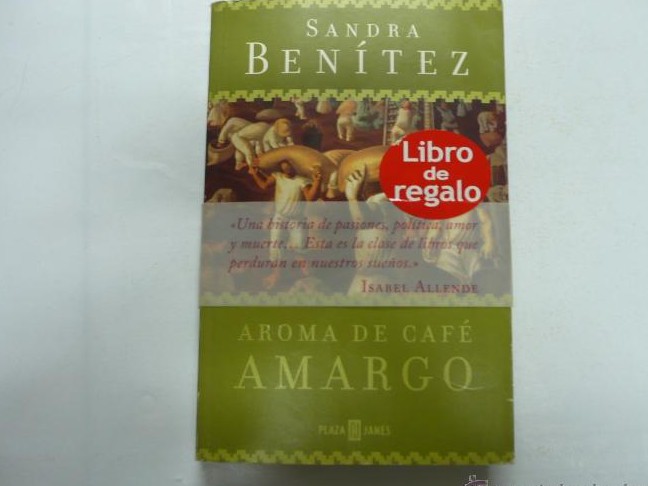 SANDRA
BENÍTEZ
Libro
de
regalo
«Una historia de pasiones, política, amor
y muerte... Esta es la clase de libros que
perduran en nuestros sueños.»
ISABEL ALLENDE
AROMA DE CAFÉ
AMARGO
PLAZA JANÉS